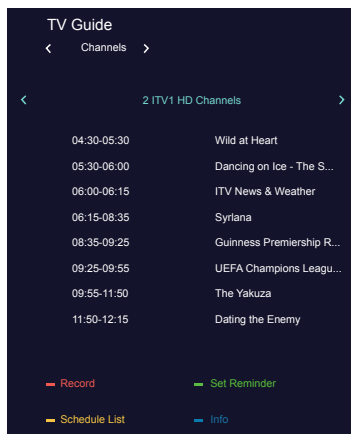 TV Guide
Channels
2 ITV1 HD Channels
04:30-05:30 Wild at Heart
05:30-06:00 Dancing on Ice - The S...
06:00-06:15 ITV News & Weather
06:15-08:35 Syrlana
08:35-09:25 Guinness Premiership R...
09:25-09:55 UEFA Champions Leagu...
09:55-11:50 The Yakuza
11:50-12:15 Dating the Enemy
Record Set Reminder
Schedule List Info